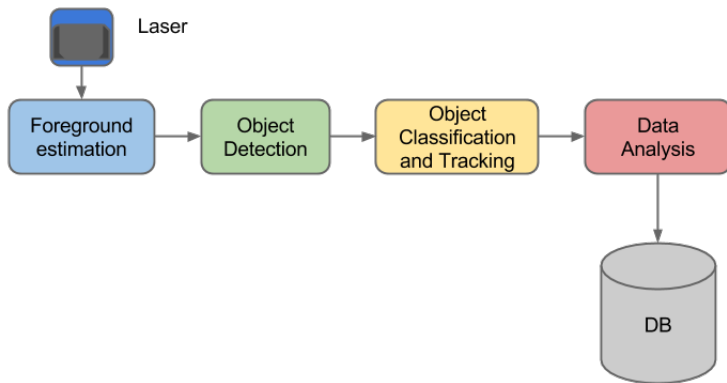 Laser
Foreground
estimation
Object
Detection
Object
Classification
and Tracking
Data
Analysis
DB